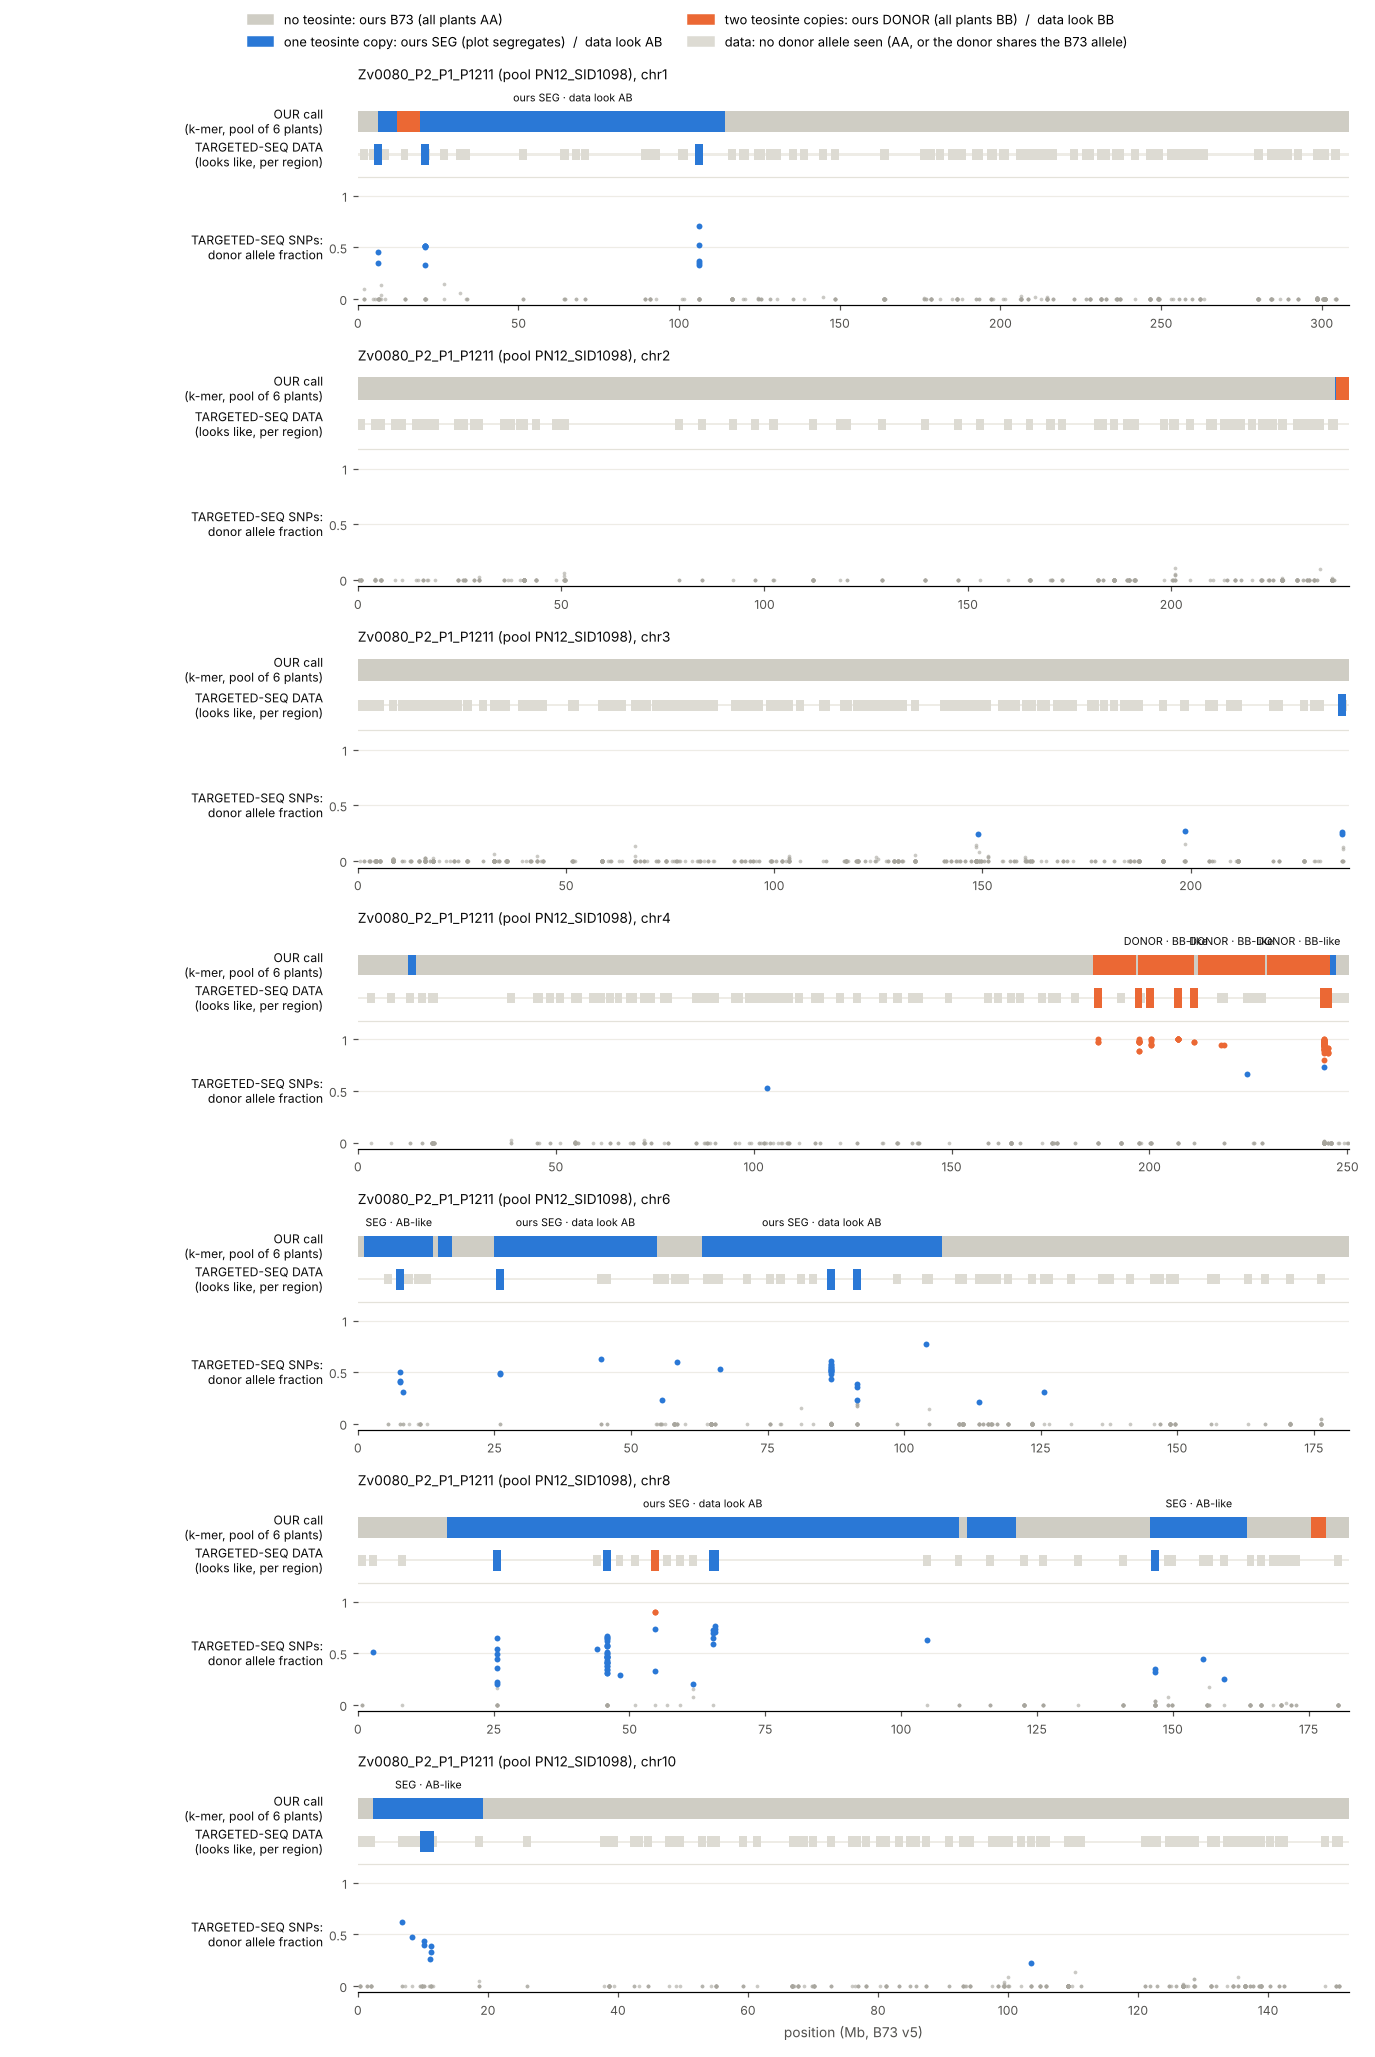 no teosinte: ours B73 (all plants AA)
two teosinte copies: ours DONOR (all plants BB)  /  data look BB
one teosinte copy: ours SEG (plot segregates)  /  data look AB
data: no donor allele seen (AA, or the donor shares the B73 allele)
Zv0080_P2_P1_P1211 (pool PN12_SID1098), chr1
ours SEG · data look AB
OUR call
(k-mer, pool of 6 plants)
TARGETED-SEQ DATA
(looks like, per region)
1
TARGETED-SEQ SNPs:
donor allele fraction
0.5
0
0 50 100 150 200 250 300
Zv0080_P2_P1_P1211 (pool PN12_SID1098), chr2
OUR call
(k-mer, pool of 6 plants)
TARGETED-SEQ DATA
(looks like, per region)
1
TARGETED-SEQ SNPs:
donor allele fraction
0.5
0
0 50 100 150 200
Zv0080_P2_P1_P1211 (pool PN12_SID1098), chr3
OUR call
(k-mer, pool of 6 plants)
TARGETED-SEQ DATA
(looks like, per region)
1
TARGETED-SEQ SNPs:
donor allele fraction
0.5
0
0 50 100 150 200
Zv0080_P2_P1_P1211 (pool PN12_SID1098), chr4
DONOR · BB-like DONOR · BB-like DONOR · BB-like
OUR call
(k-mer, pool of 6 plants)
TARGETED-SEQ DATA
(looks like, per region)
1
TARGETED-SEQ SNPs:
donor allele fraction
0.5
0
0 50 100 150 200 250
Zv0080_P2_P1_P1211 (pool PN12_SID1098), chr6
SEG · AB-like ours SEG · data look AB ours SEG · data look AB
OUR call
(k-mer, pool of 6 plants)
TARGETED-SEQ DATA
(looks like, per region)
1
TARGETED-SEQ SNPs:
donor allele fraction
0.5
0
0 25 50 75 100 125 150 175
Zv0080_P2_P1_P1211 (pool PN12_SID1098), chr8
ours SEG · data look AB SEG · AB-like
OUR call
(k-mer, pool of 6 plants)
TARGETED-SEQ DATA
(looks like, per region)
1
TARGETED-SEQ SNPs:
donor allele fraction
0.5
0
0 25 50 75 100 125 150 175
Zv0080_P2_P1_P1211 (pool PN12_SID1098), chr10
SEG · AB-like
OUR call
(k-mer, pool of 6 plants)
TARGETED-SEQ DATA
(looks like, per region)
1
TARGETED-SEQ SNPs:
donor allele fraction
0.5
0
0 20 40 60 80 100 120 140
position (Mb, B73 v5)